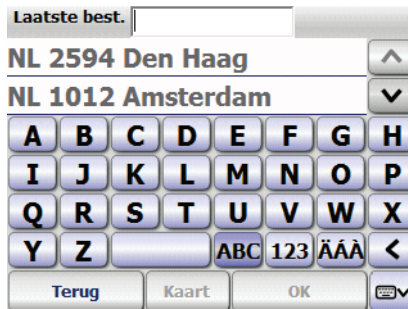 Laatste best.
NL 2594 Den Haag
NL 1012 Amsterdam
A B C D E F G H
I J K L M N O P
Q R S T U V W X
Y Z ABC 123 ÄÁÀ <
Terug Kaart OK